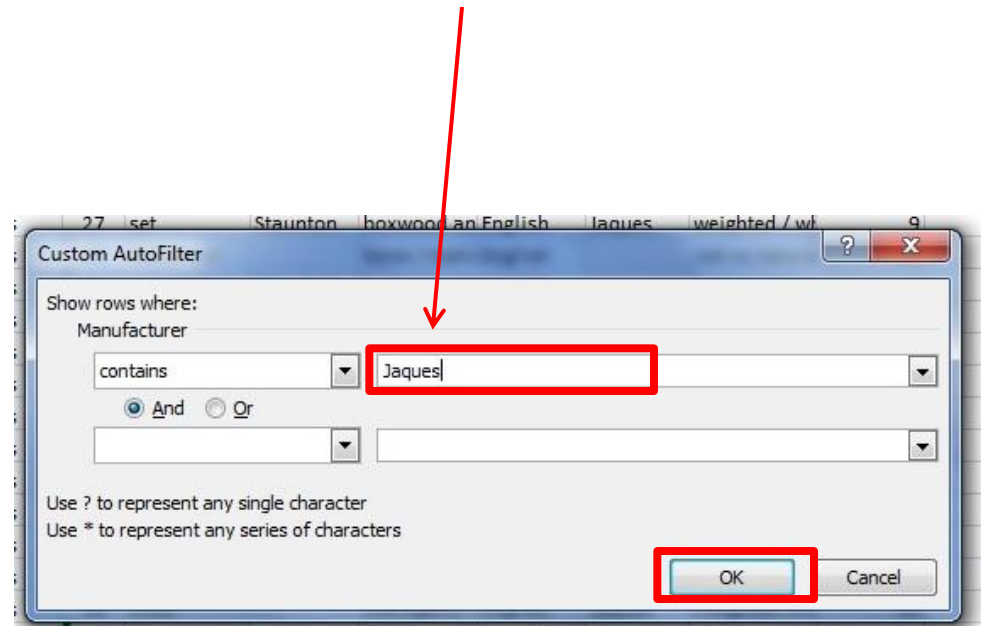 27 set Staunton boxwood an English Jaques weighted / wh 9
Custom AutoFilter
Show rows where:
Manufacturer
contains Jaques
And Or
Use ? to represent any single character
Use * to represent any series of characters
OK Cancel